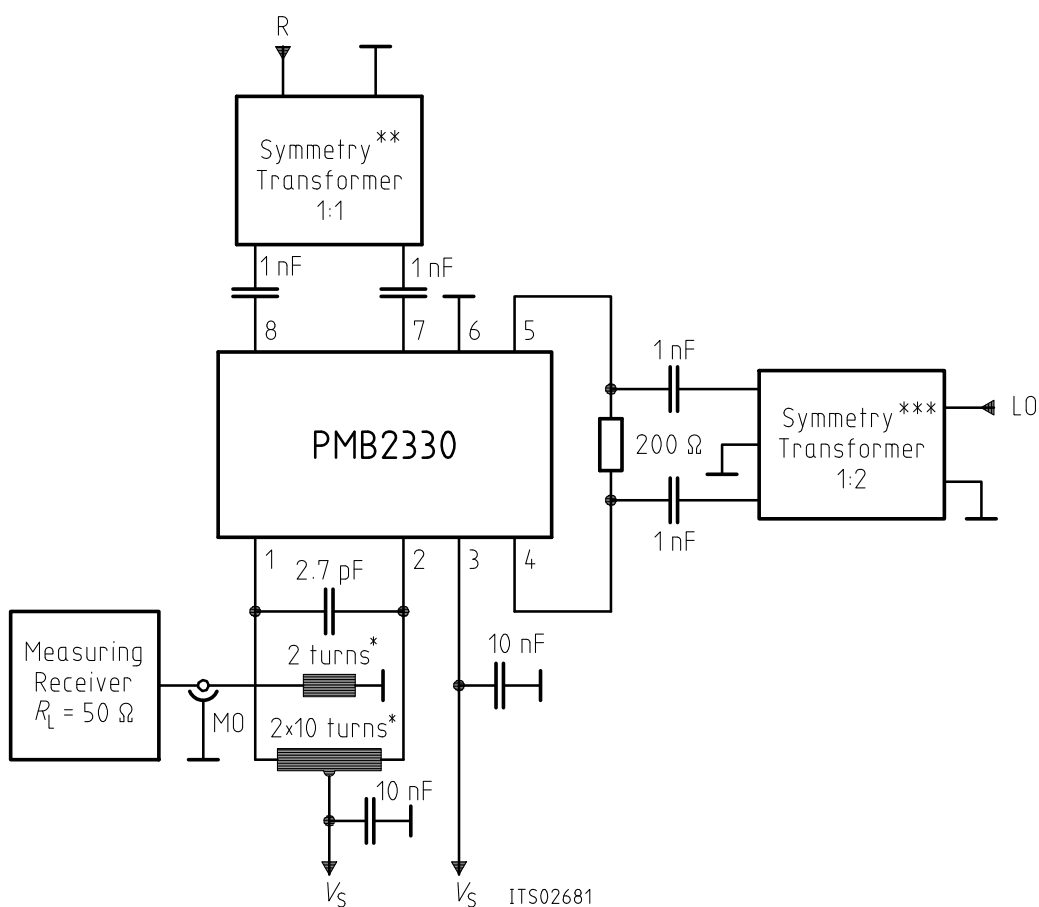 R
Symmetry**
Transformer
1:1
1 nF
1 nF
8
7
6
5
1 nF
PMB2330
200 Ω
Symmetry***
Transformer
1:2
LO
1 nF
1
2
3
4
2.7 pF
10 nF
Measuring
Receiver
RL = 50 Ω
2 turns*
MO
2×10 turns*
10 nF
VS
VS
ITS02681